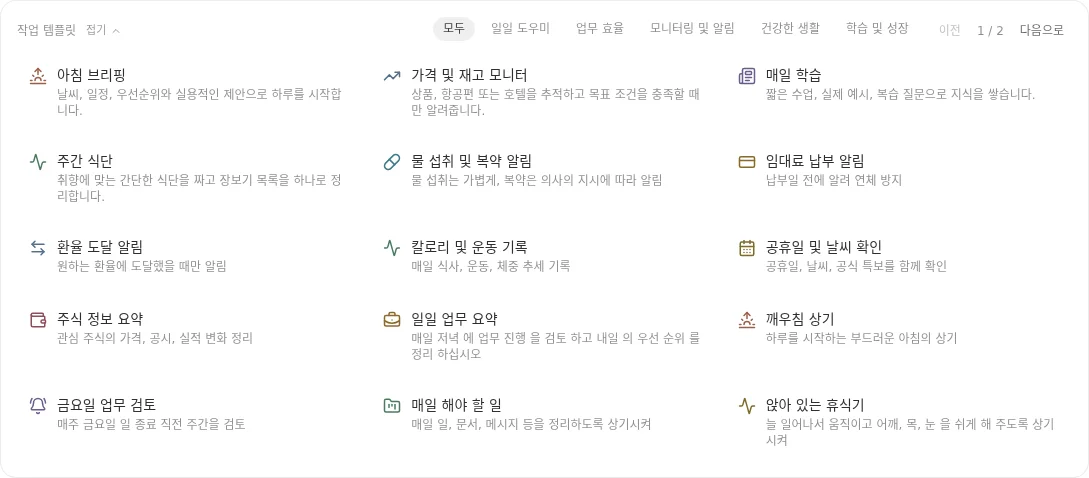 작업 템플릿 접기
모두 일일 도우미 업무 효율 모니터링 및 알림 건강한 생활 학습 및 성장 이전 1 / 2 다음으로
아침 브리핑
날씨, 일정, 우선순위와 실용적인 제안으로 하루를 시작합
니다.
가격 및 재고 모니터
상품, 항공편 또는 호텔을 추적하고 목표 조건을 충족할 때
만 알려줍니다.
매일 학습
짧은 수업, 실제 예시, 복습 질문으로 지식을 쌓습니다.
주간 식단
취향에 맞는 간단한 식단을 짜고 장보기 목록을 하나로 정
리합니다.
물 섭취 및 복약 알림
물 섭취는 가볍게, 복약은 의사의 지시에 따라 알림
임대료 납부 알림
납부일 전에 알려 연체 방지
환율 도달 알림
원하는 환율에 도달했을 때만 알림
칼로리 및 운동 기록
매일 식사, 운동, 체중 추세 기록
공휴일 및 날씨 확인
공휴일, 날씨, 공식 특보를 함께 확인
주식 정보 요약
관심 주식의 가격, 공시, 실적 변화 정리
일일 업무 요약
매일 저녁 에 업무 진행 을 검토 하고 내일 의 우선 순위 를
정리 하십시오
깨우침 상기
하루를 시작하는 부드러운 아침의 상기
금요일 업무 검토
매주 금요일 일 종료 직전 주간을 검토
매일 해야 할 일
매일 일, 문서, 메시지 등을 정리하도록 상기시켜
앉아 있는 휴식기
늘 일어나서 움직이고 어깨, 목, 눈 을 쉬게 해 주도록 상기
시켜